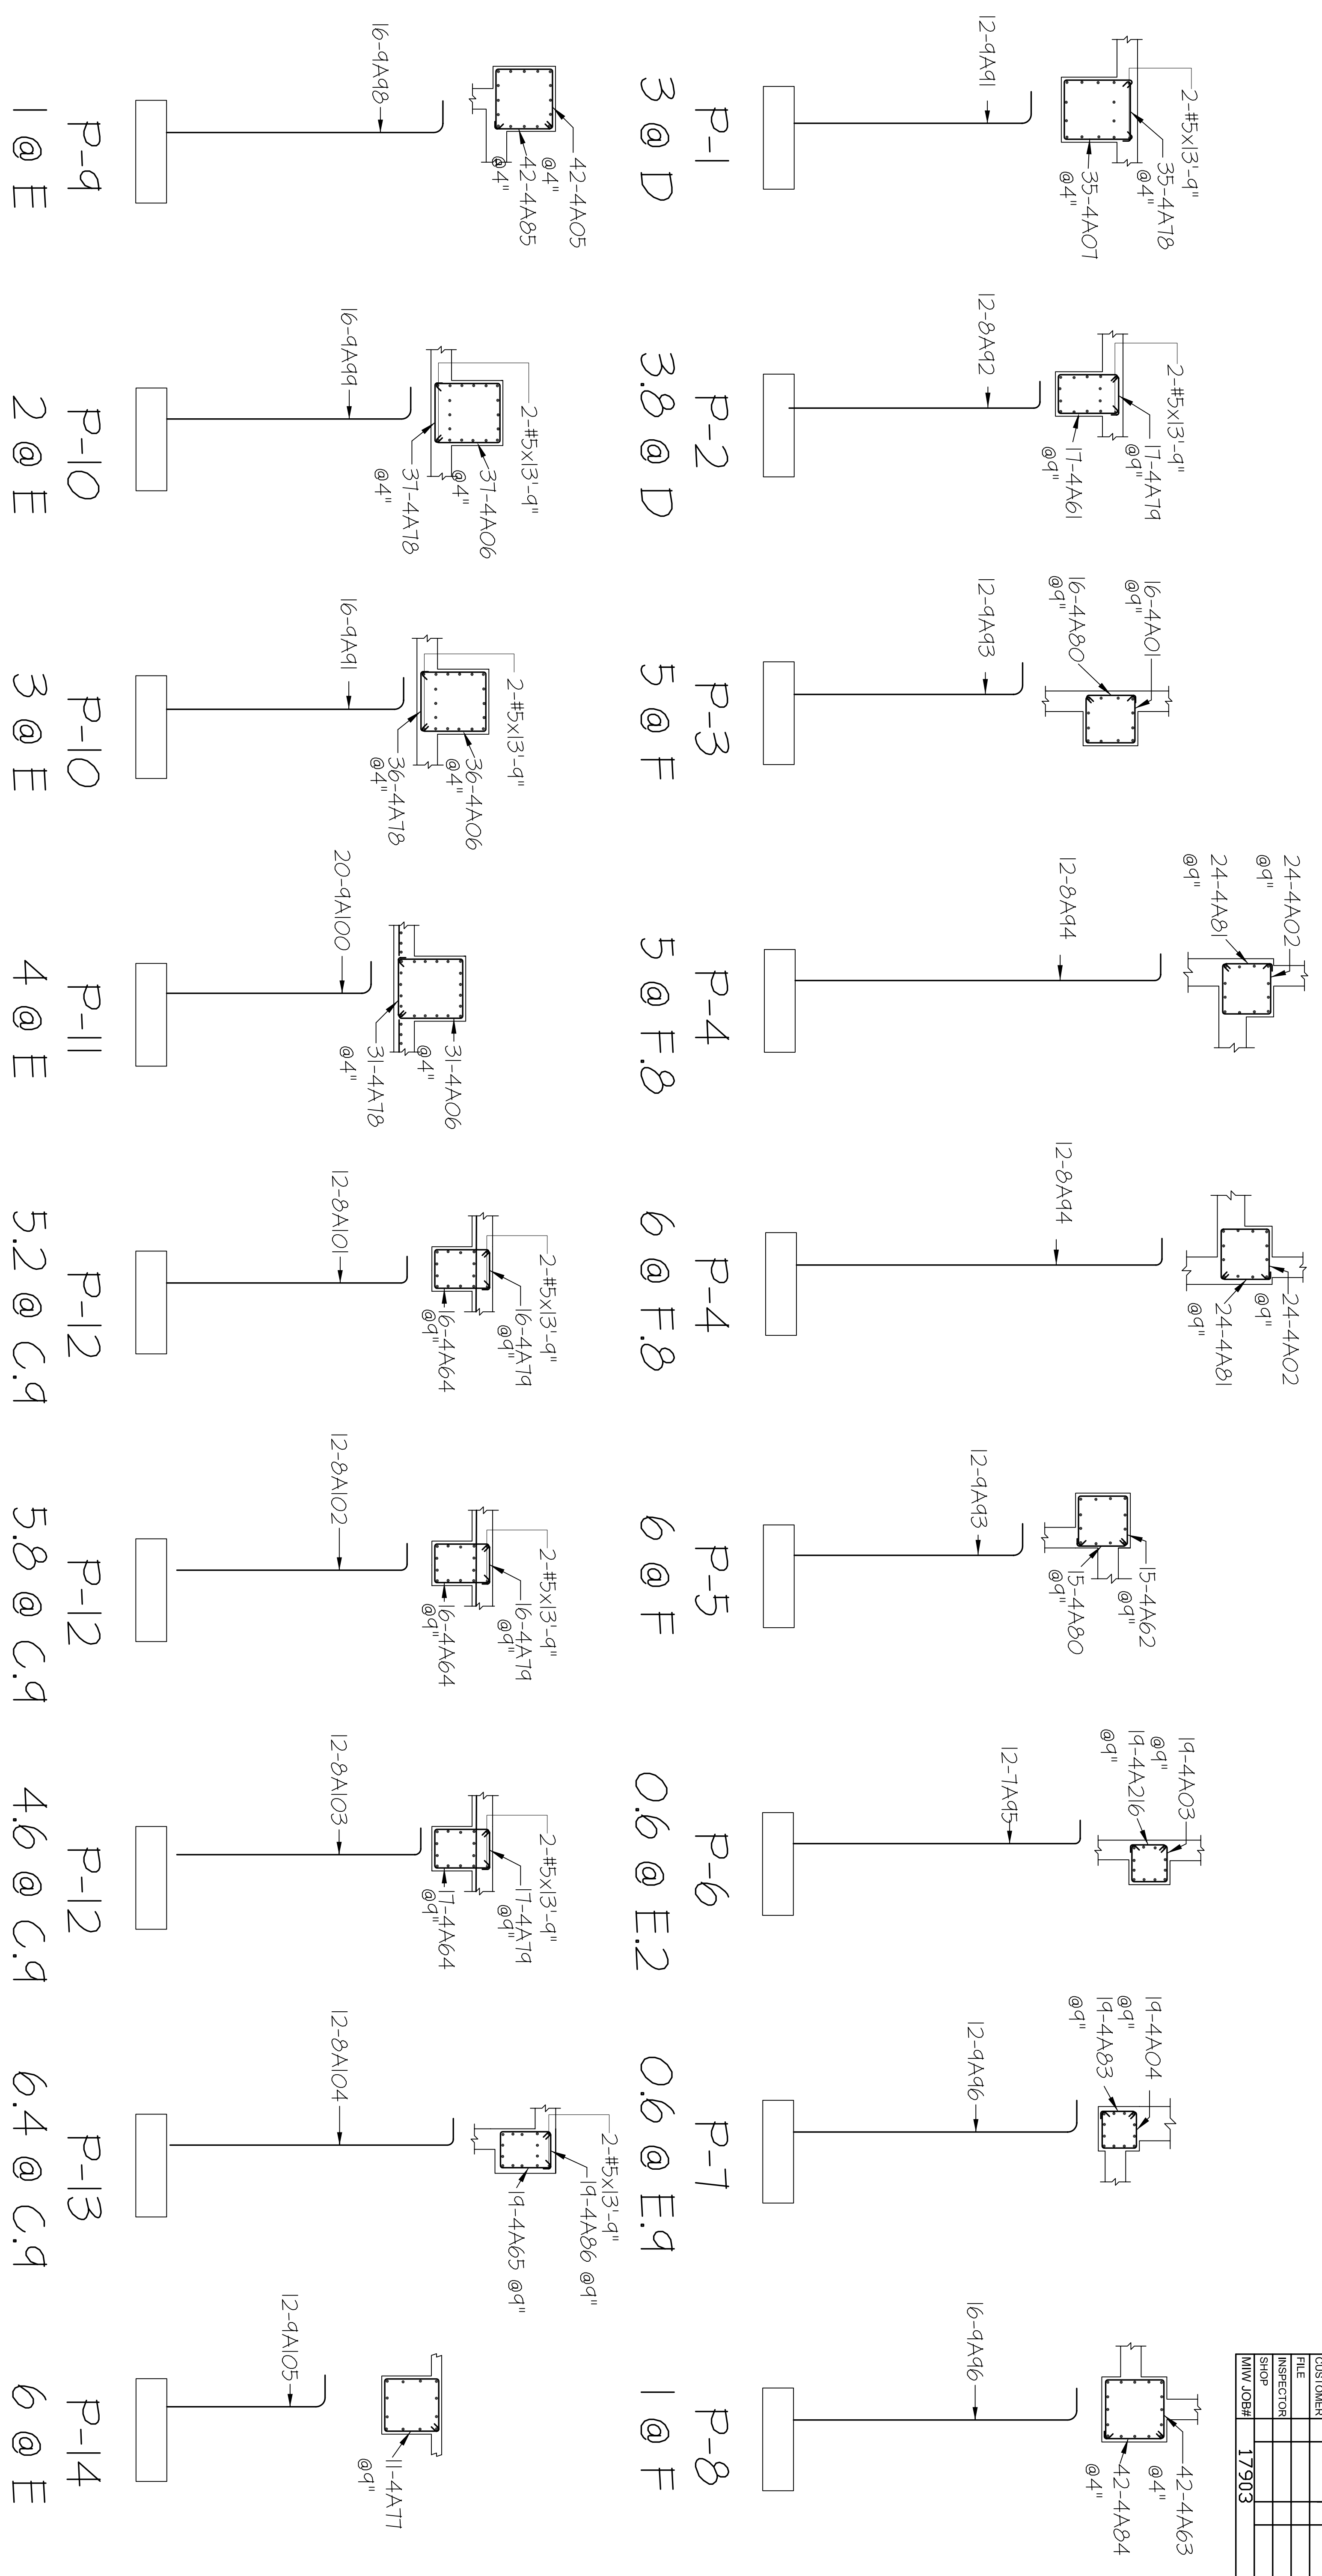 2-#5x13'-9"
35-4A78
@4"
35-4A07
@4"
12-9A91
P-1
3 @ D
2-#5x13'-9"
17-4A79
@9"
17-4A61
@9"
12-8A92
P-2
3.8 @ D
16-4A01
@9"
16-4A80
@9"
12-9A93
P-3
5 @ F
24-4A02
@9"
24-4A81
@9"
12-8A94
P-4
5 @ F.8
24-4A02
@9"
24-4A81
@9"
12-8A94
P-4
6 @ F.8
15-4A62
@9"
15-4A80
@9"
12-9A93
P-5
6 @ F
19-4A03
@9"
19-4A216
@9"
12-7A95
P-6
0.6 @ E.2
19-4A04
@9"
19-4A83
@9"
12-9A96
P-7
0.6 @ E.9
42-4A63
@4"
42-4A84
@4"
16-9A96
P-8
1 @ F
42-4A05
@4"
42-4A85
@4"
16-9A98
P-9
1 @ E
2-#5x13'-9"
37-4A06
@4"
37-4A78
@4"
16-9A99
P-10
2 @ E
2-#5x13'-9"
36-4A06
@4"
36-4A78
@4"
16-9A91
P-10
3 @ E
31-4A06
@4"
31-4A78
@4"
20-9A100
P-11
4 @ E
2-#5x13'-9"
16-4A79
@9"
16-4A64
@9"
12-8A101
P-12
5.2 @ C.9
2-#5x13'-9"
16-4A79
@9"
16-4A64
@9"
12-8A102
P-12
5.8 @ C.9
2-#5x13'-9"
17-4A79
@9"
17-4A64
@9"
12-8A103
P-12
4.6 @ C.9
2-#5x13'-9"
19-4A86 @9"
19-4A65 @9"
12-8A104
P-13
6.4 @ C.9
11-4A77
@9"
12-9A105
P-14
6 @ E
CUSTOMER
FILE
INSPECTOR
SHOP
MIW JOB# 17903